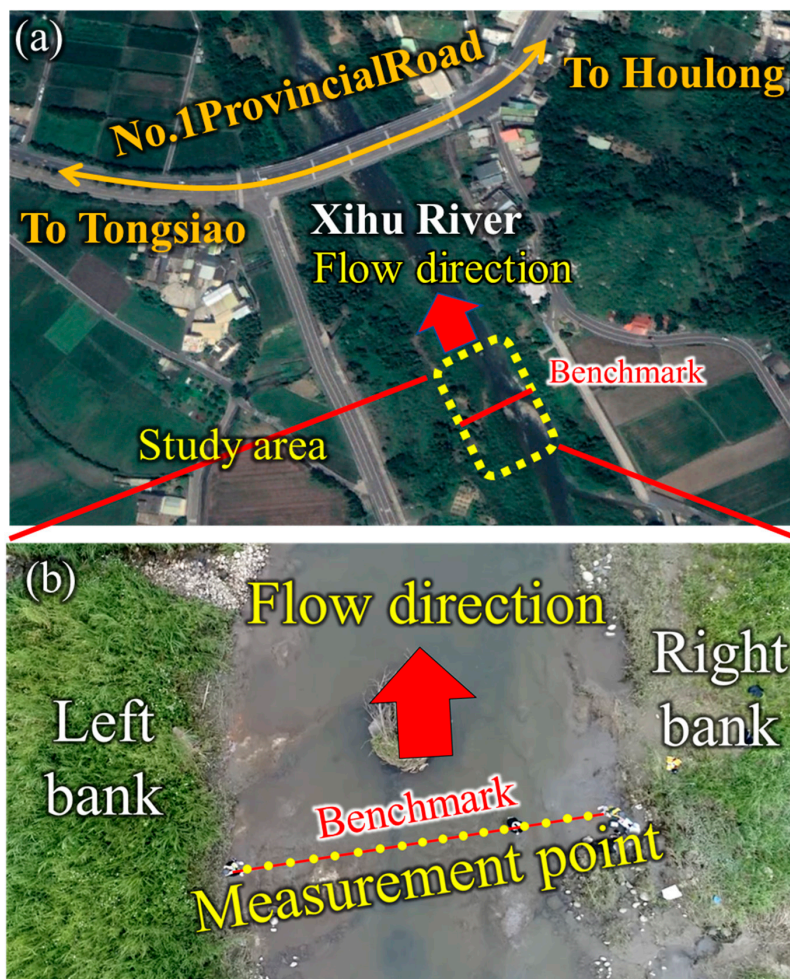 (a)
No.1ProvincialRoad
To Houlong
To Tongsiao
Xihu River
Flow direction
Benchmark
Study area
(b)
Flow direction
Left
bank
Right
bank
Benchmark
Measurement point